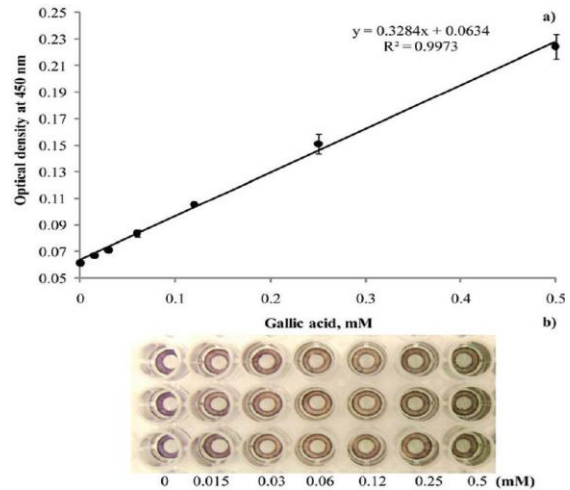 a)
y = 0.3284x + 0.0634
R² = 0.9973
Optical density at 450 nm
0.25
0.23
0.21
0.19
0.17
0.15
0.13
0.11
0.09
0.07
0.05
0 0.1 0.2 0.3 0.4 0.5
Gallic acid, mM
b)
0 0.015 0.03 0.06 0.12 0.25 0.5 (mM)